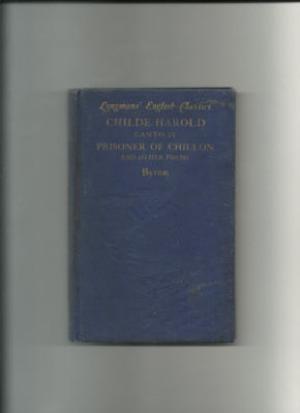 Longmans' English Classics
CHILDE HAROLD
CANTO IV
PRISONER OF CHILLON
AND OTHER POEMS
Byron